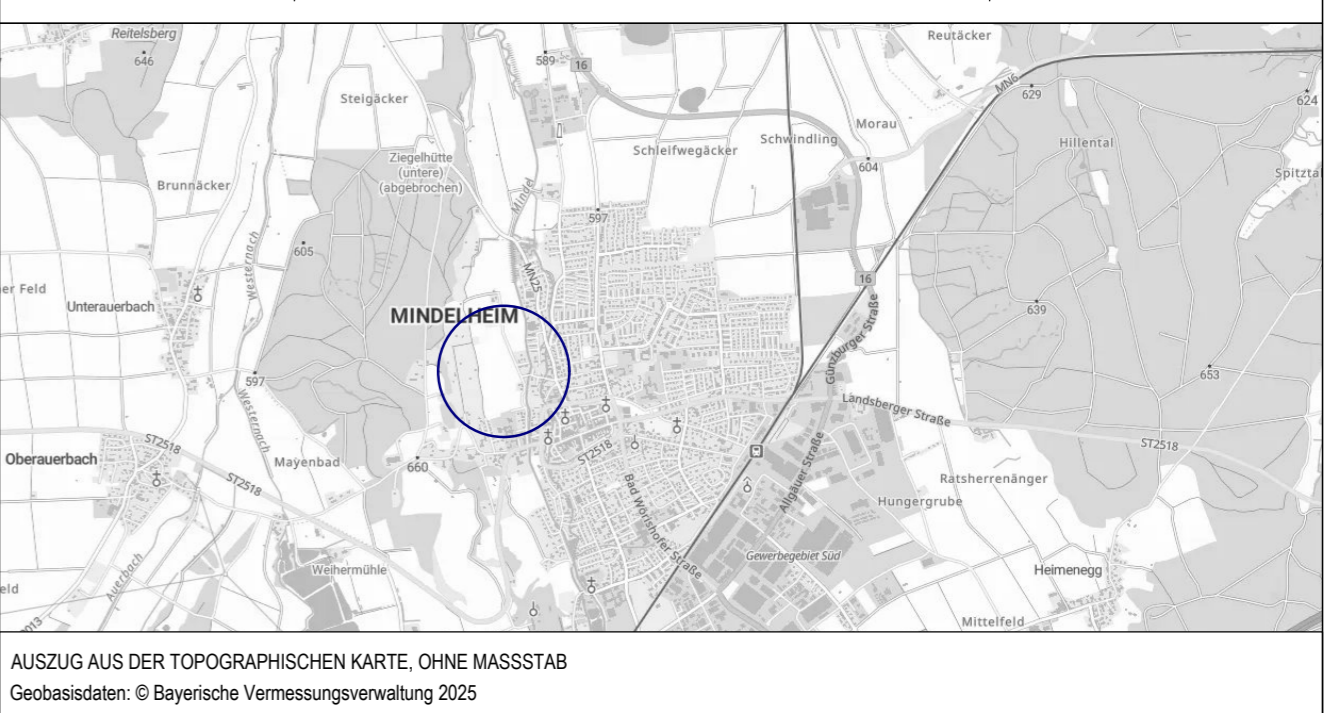 Reitelsberg
646
589
16
Reutäcker
MN6
629
624
Steigäcker
Schleifwegäcker
Schwindling
Morau
604
Hillental
Spitzta
Ziegelhütte
(untere)
(abgebrochen)
Brunnäcker
Mindel
597
605
Westernach
MN25
16
er Feld
Unterauerbach
MINDELHEIM
639
Günzburger Straße
653
597
Westernach
Landsberger Straße
ST2518
ST2518
Oberauerbach
Mayenbad
660
ST2518
ST2518
Bad Wörishofer Straße
Allgäuer Straße
Ratsherrenänger
Hungergrube
Gewerbegebiet Süd
Auerbach
Weihermühle
Heimenegg
eld
2013
Mittelfeld
AUSZUG AUS DER TOPOGRAPHISCHEN KARTE, OHNE MASSSTAB
Geobasisdaten: © Bayerische Vermessungsverwaltung 2025